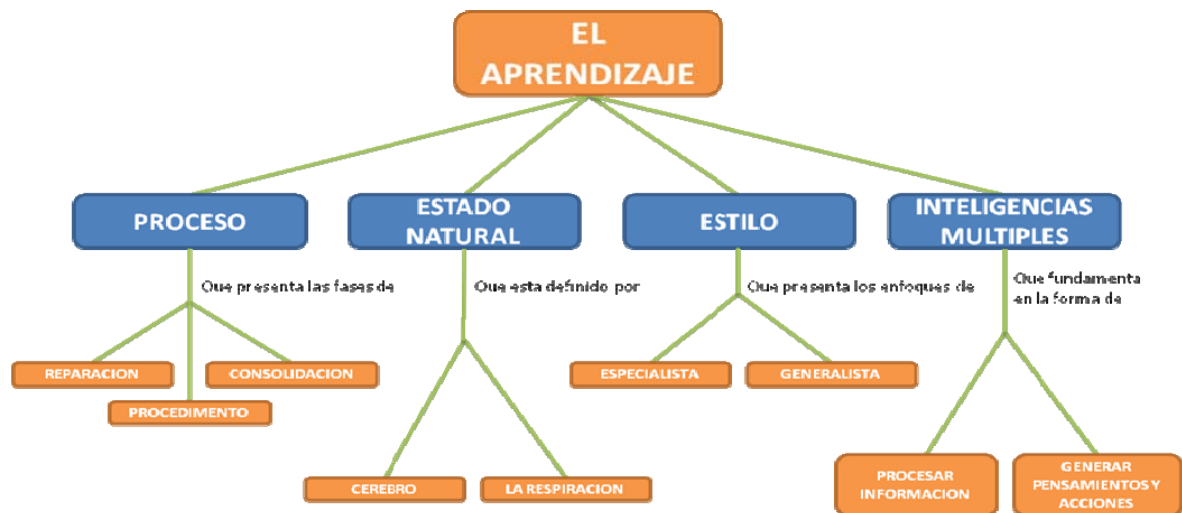 EL
APRENDIZAJE
PROCESO
ESTADO
NATURAL
ESTILO
INTELIGENCIAS
MULTIPLES
Que presenta las fases de
Que esta definido por
Que presenta los enfoques de
Que fundamenta
en la forma de
REPARACION
CONSOLIDACION
PROCEDIMENTO
ESPECIALISTA
GENERALISTA
CEREBRO
LA RESPIRACION
PROCESAR
INFORMACION
GENERAR
PENSAMIENTOS Y
ACCIONES